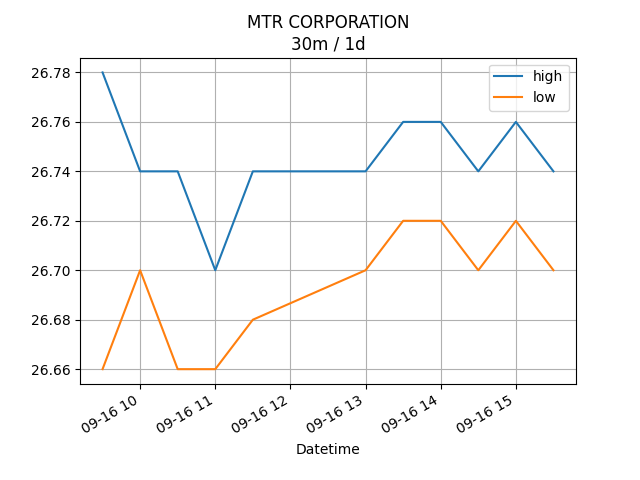 MTR CORPORATION
30m / 1d
high
low
26.78
26.76
26.74
26.72
26.70
26.68
26.66
09-16 10
09-16 11
09-16 12
09-16 13
09-16 14
09-16 15
Datetime